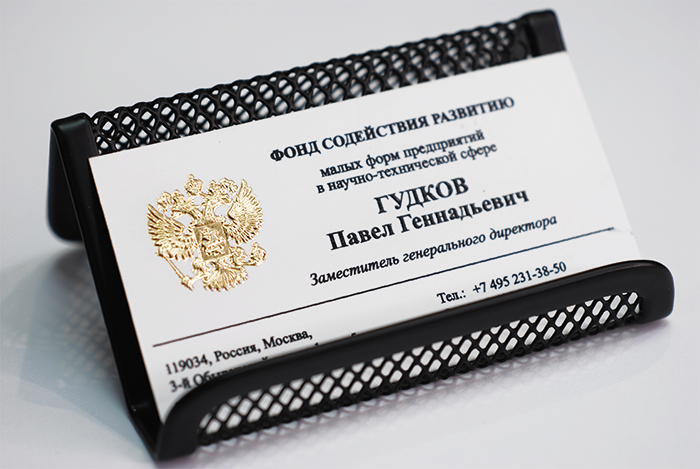 ФОНД СОДЕЙСТВИЯ РАЗВИТИЮ
малых форм предприятий
в научно-технической сфере
ГУДКОВ
Павел Геннадьевич
Заместитель генерального директора
Тел.: +7 495 231-38-50
119034, Россия, Москва,
3-й